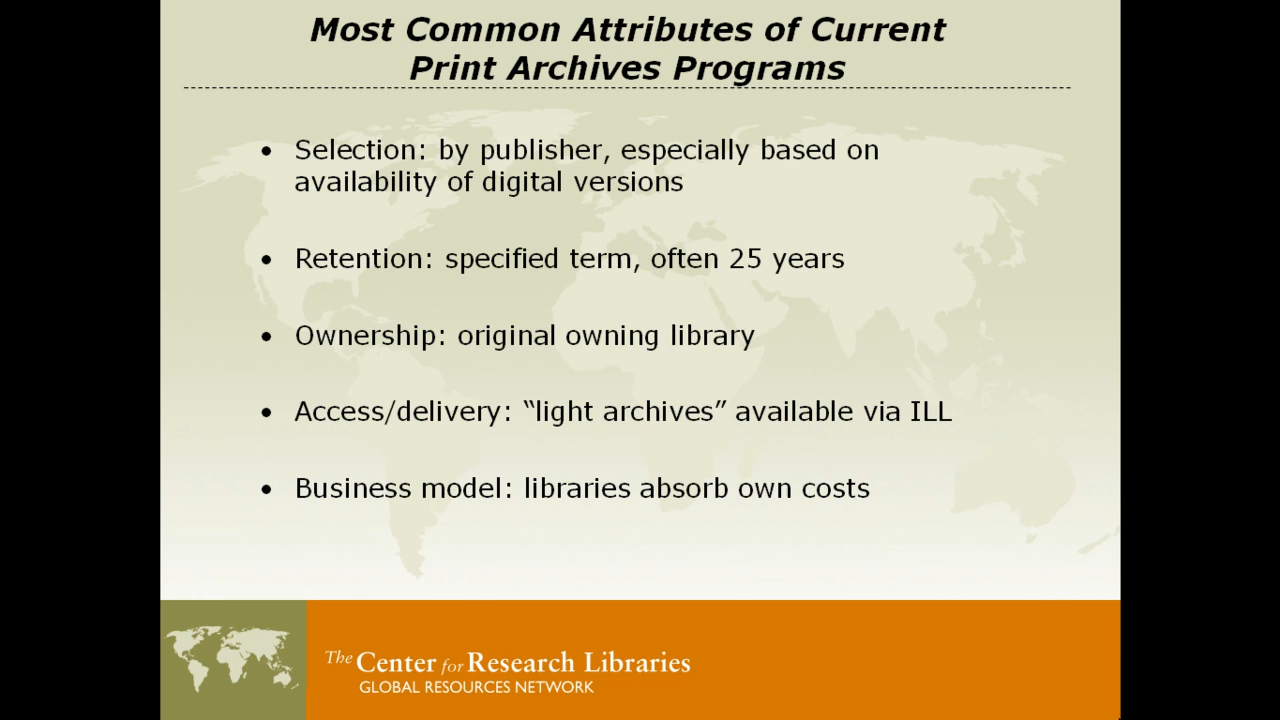 Most Common Attributes of Current
Print Archives Programs
• Selection: by publisher, especially based on
availability of digital versions
• Retention: specified term, often 25 years
• Ownership: original owning library
• Access/delivery: “light archives” available via ILL
• Business model: libraries absorb own costs
The Center for Research Libraries
GLOBAL RESOURCES NETWORK